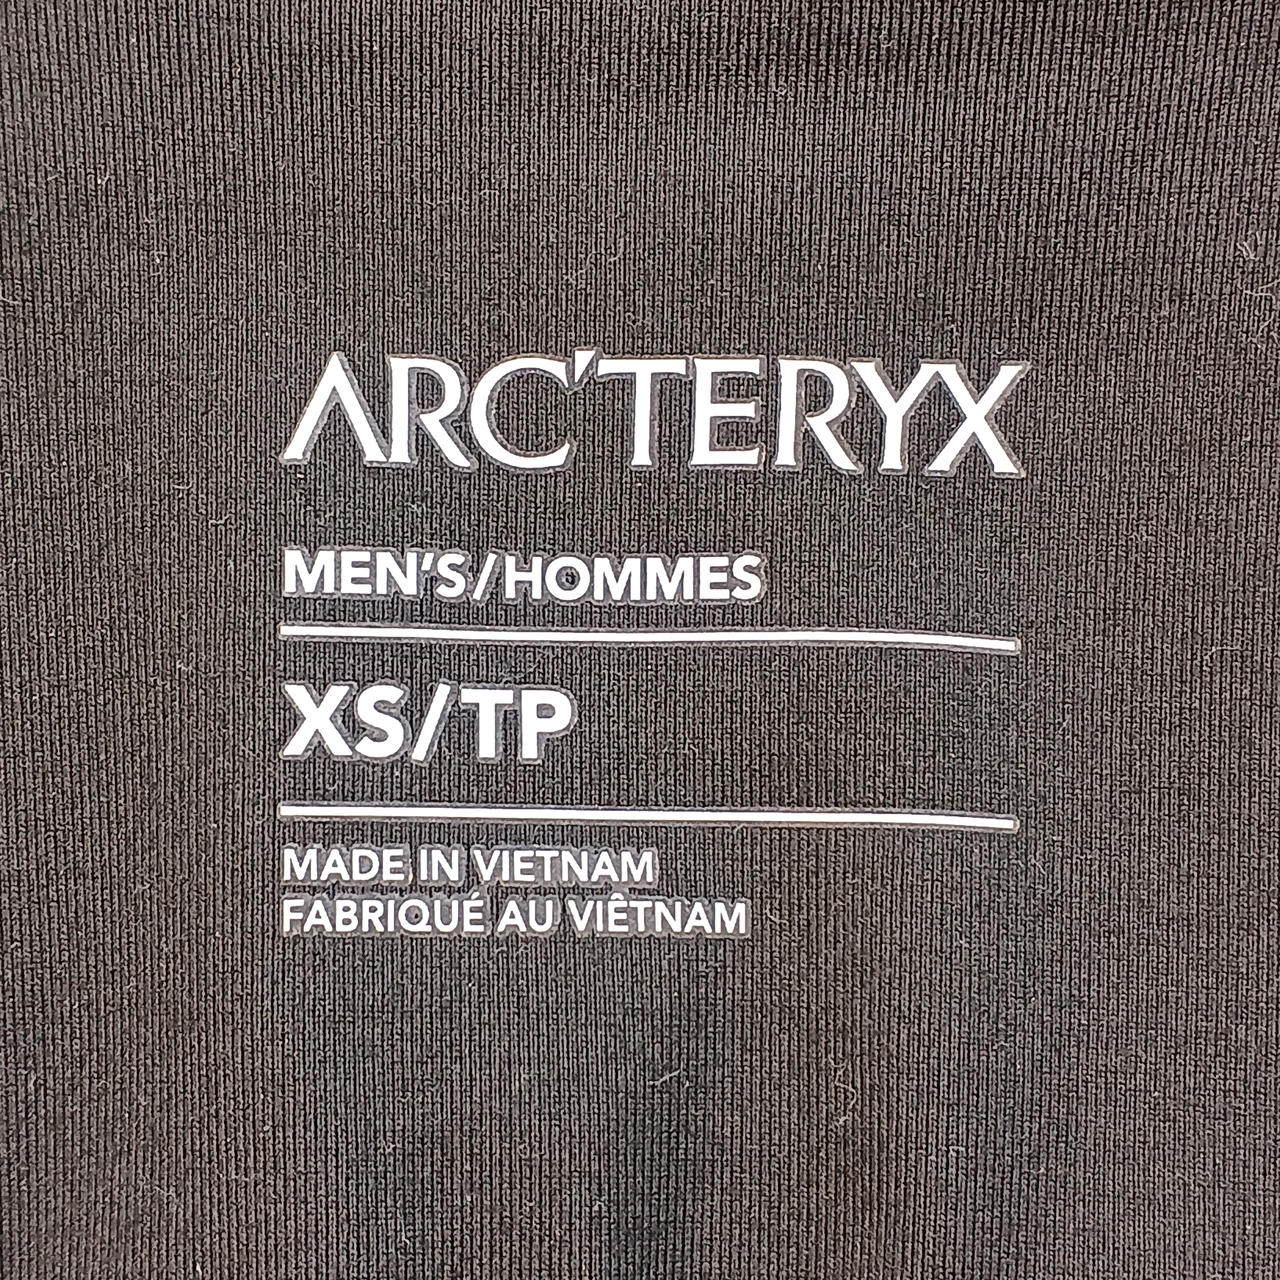 ARC'TERYX
MEN'S/HOMMES
XS/TP
MADE IN VIETNAM
FABRIQUÉ AU VIÊTNAM